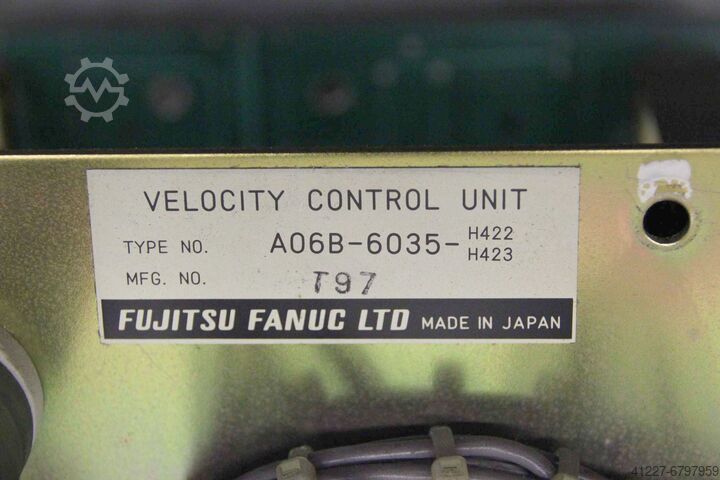 VELOCITY CONTROL UNIT
TYPE NO. A06B-6035- H422
H423
MFG. NO. T97
FUJITSU FANUC LTD MADE IN JAPAN
41227-6797959